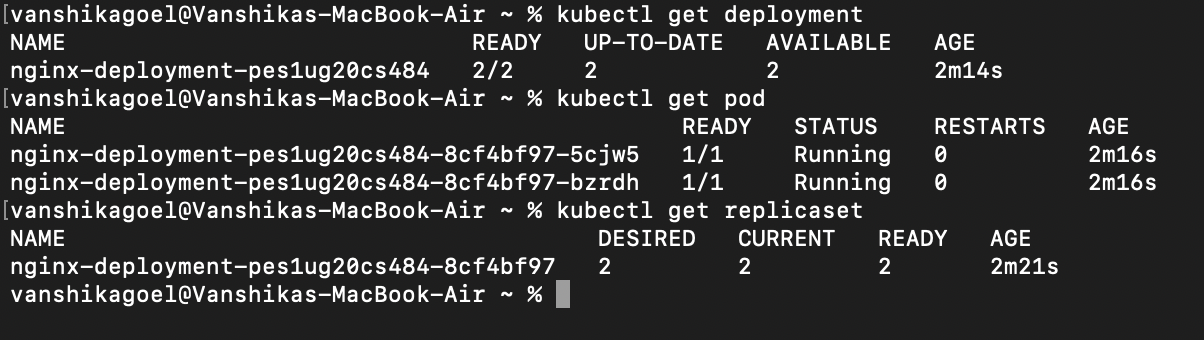 [vanshikagoel@Vanshikas-MacBook-Air ~ % kubectl get deployment
NAME READY UP-TO-DATE AVAILABLE AGE
nginx-deployment-pes1ug20cs484 2/2 2 2 2m14s
[vanshikagoel@Vanshikas-MacBook-Air ~ % kubectl get pod
NAME READY STATUS RESTARTS AGE
nginx-deployment-pes1ug20cs484-8cf4bf97-5cjw5 1/1 Running 0 2m16s
nginx-deployment-pes1ug20cs484-8cf4bf97-bzrdh 1/1 Running 0 2m16s
[vanshikagoel@Vanshikas-MacBook-Air ~ % kubectl get replicaset
NAME DESIRED CURRENT READY AGE
nginx-deployment-pes1ug20cs484-8cf4bf97 2 2 2 2m21s
vanshikagoel@Vanshikas-MacBook-Air ~ %